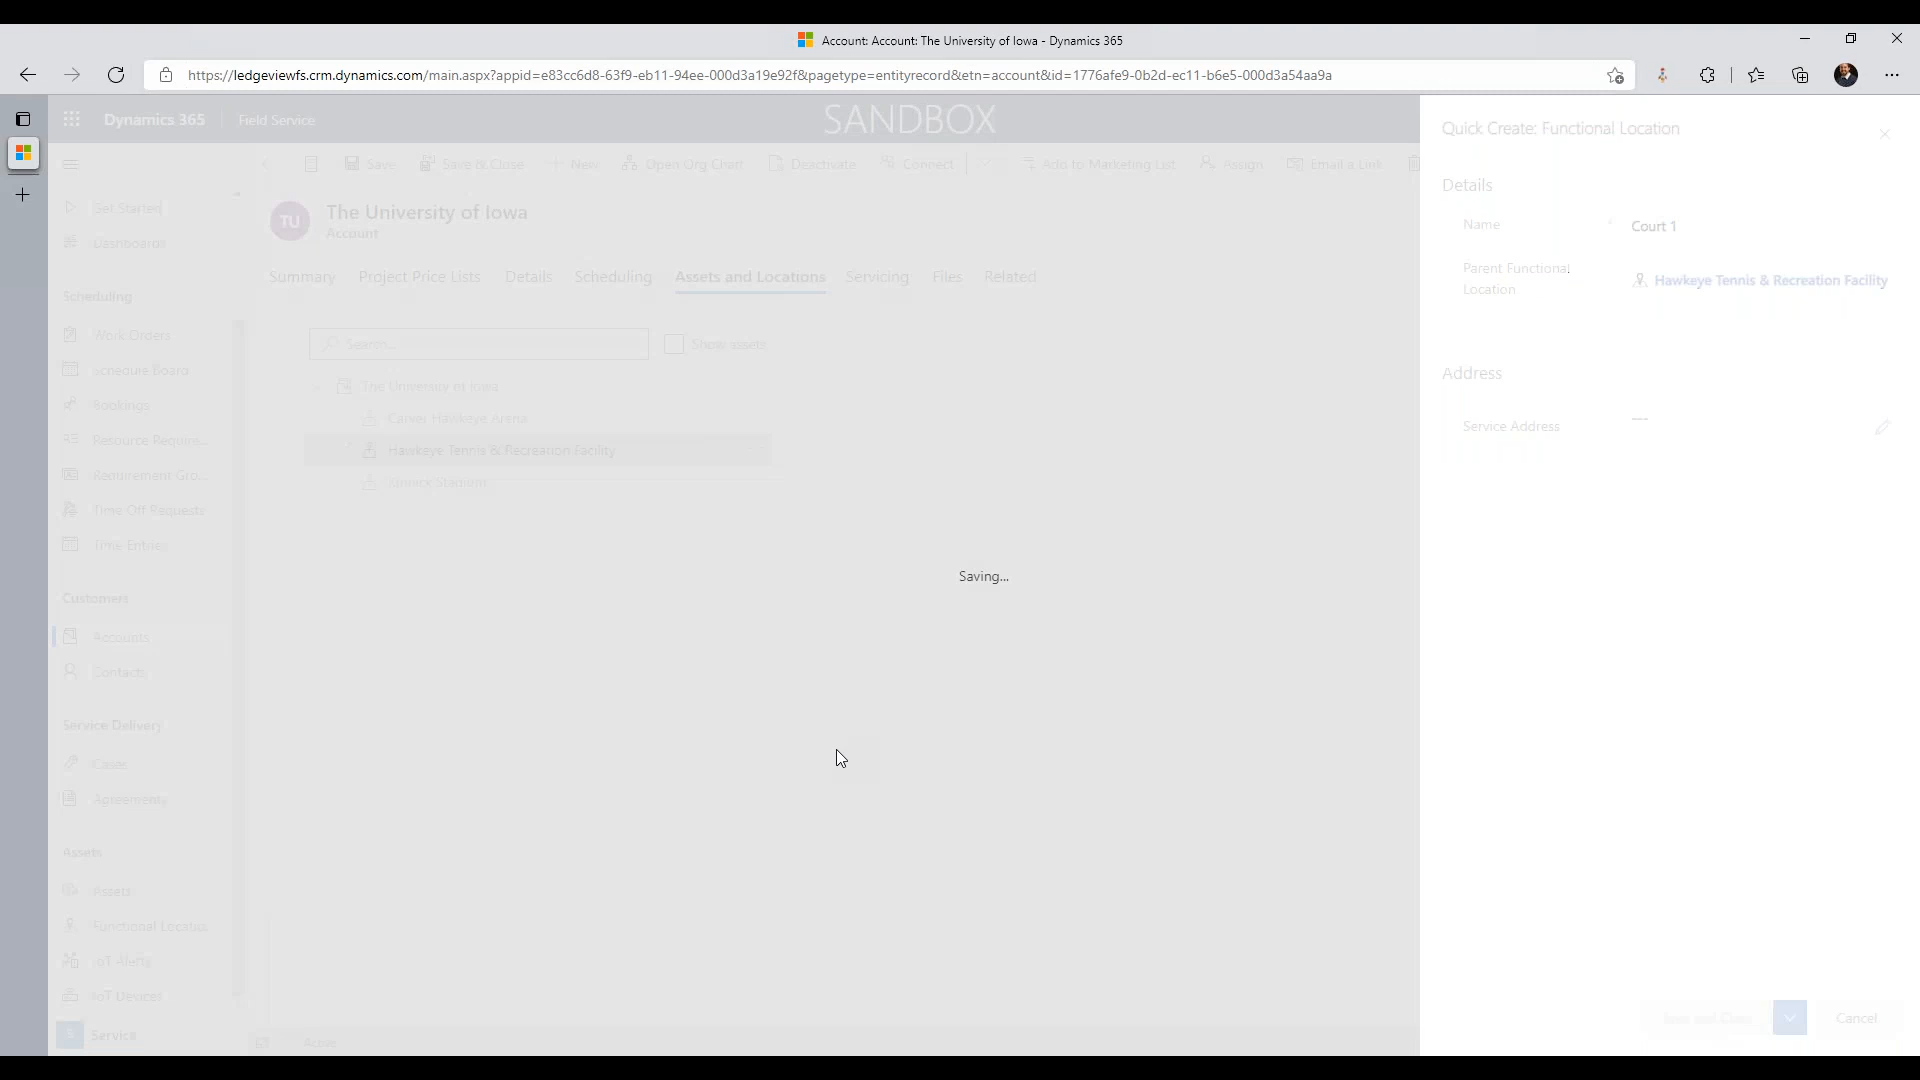 Account: Account: The University of Iowa - Dynamics 365
https://ledgeviewfs.crm.dynamics.com/main.aspx?appid=e83cc6d8-63f9-eb11-94ee-000d3a19e92f&pagetype=entityrecord&etn=account&id=1776afe9-0b2d-ec11-b6e5-000d3a54aa9a
Dynamics 365
Field Service
SANDBOX
Save
Save & Close
New
Open Org Chart
Deactivate
Connect
Add to Marketing List
Assign
Email a Link
Get Started
Dashboards
Scheduling
Work Orders
Schedule Board
Bookings
Resource Require...
Requirement Gro...
Time Off Requests
Time Entries
Customers
Accounts
Contacts
Service Delivery
Cases
Agreements
Assets
Assets
Functional Locatio
IoT Alerts
IoT Devices
S
Service
TU
The University of Iowa
Account
Summary
Project Price Lists
Details
Scheduling
Assets and Locations
Servicing
Files
Related
Search...
Show assets
The University of Iowa
Carver Hawkeye Arena
Hawkeye Tennis & Recreation Facility
Kinnick Stadium
Saving...
Active
Quick Create: Functional Location
Details
Name
*
Court 1
Parent Functional
Location
Hawkeye Tennis & Recreation Facility
Address
Service Address
---
Save and Close
Cancel